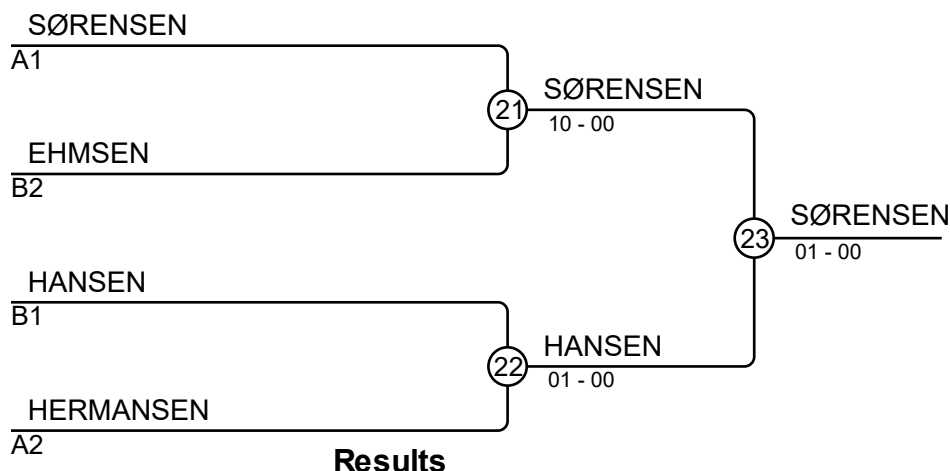 SØRENSEN
A1
21
SØRENSEN
10 - 00
EHMSEN
B2
23
SØRENSEN
01 - 00
HANSEN
B1
22
HANSEN
01 - 00
HERMANSEN
A2
Results